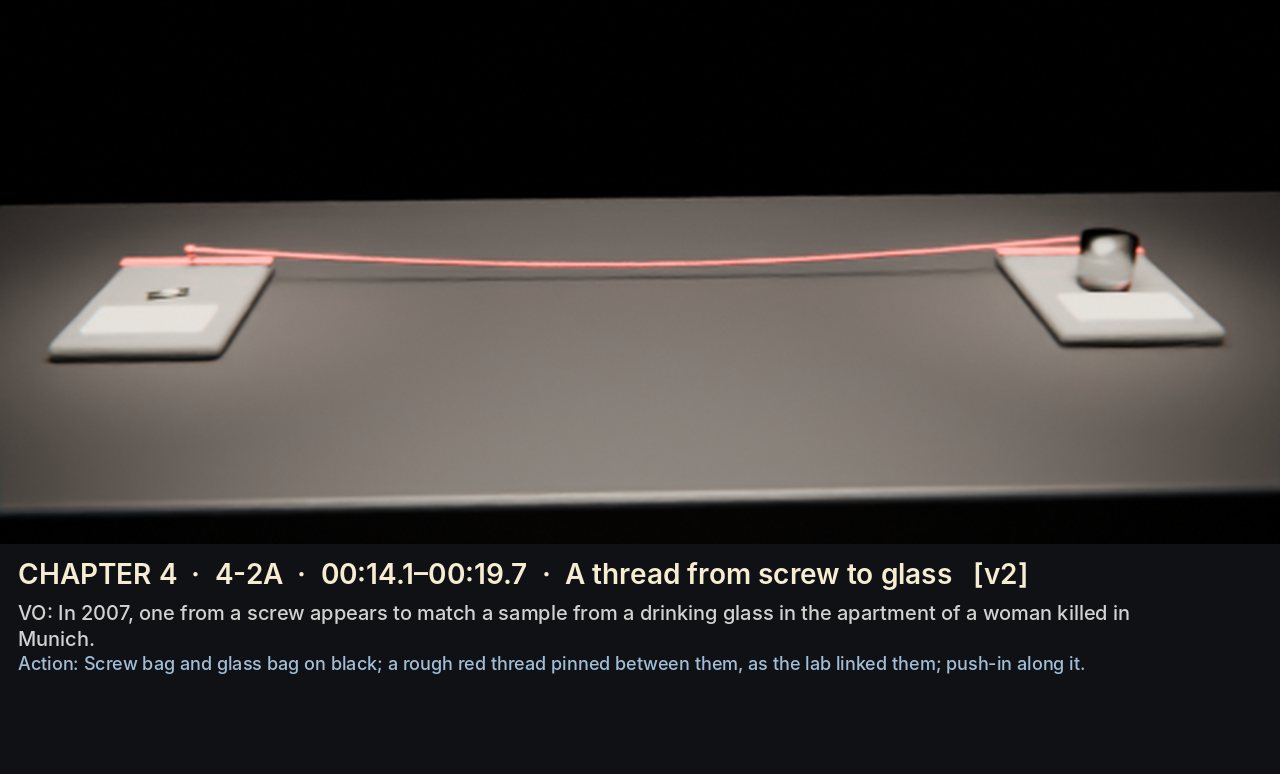 CHAPTER 4 · 4-2A · 00:14.1–00:19.7 · A thread from screw to glass [v2]
VO: In 2007, one from a screw appears to match a sample from a drinking glass in the apartment of a woman killed in
Munich.
Action: Screw bag and glass bag on black; a rough red thread pinned between them, as the lab linked them; push-in along it.